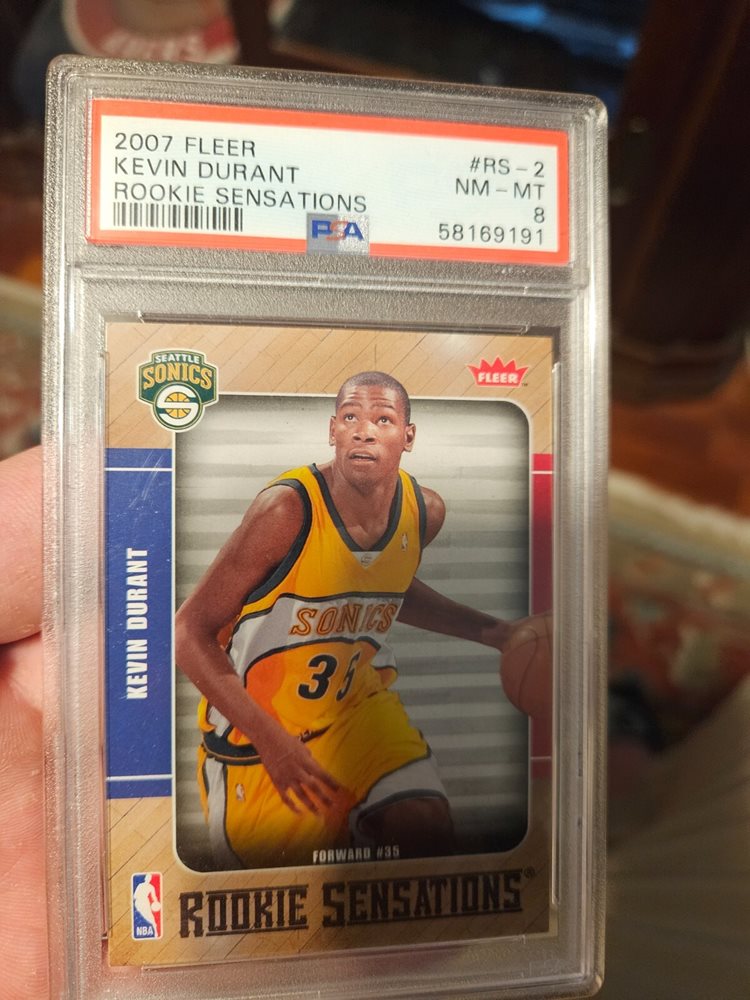 2007 FLEER
KEVIN DURANT
ROOKIE SENSATIONS
#RS-2
NM-MT
8
58169191
PSA
SEATTLE
SONICS
FLEER
KEVIN DURANT
SONICS
35
FORWARD #35
NBA
ROOKIE SENSATIONS®